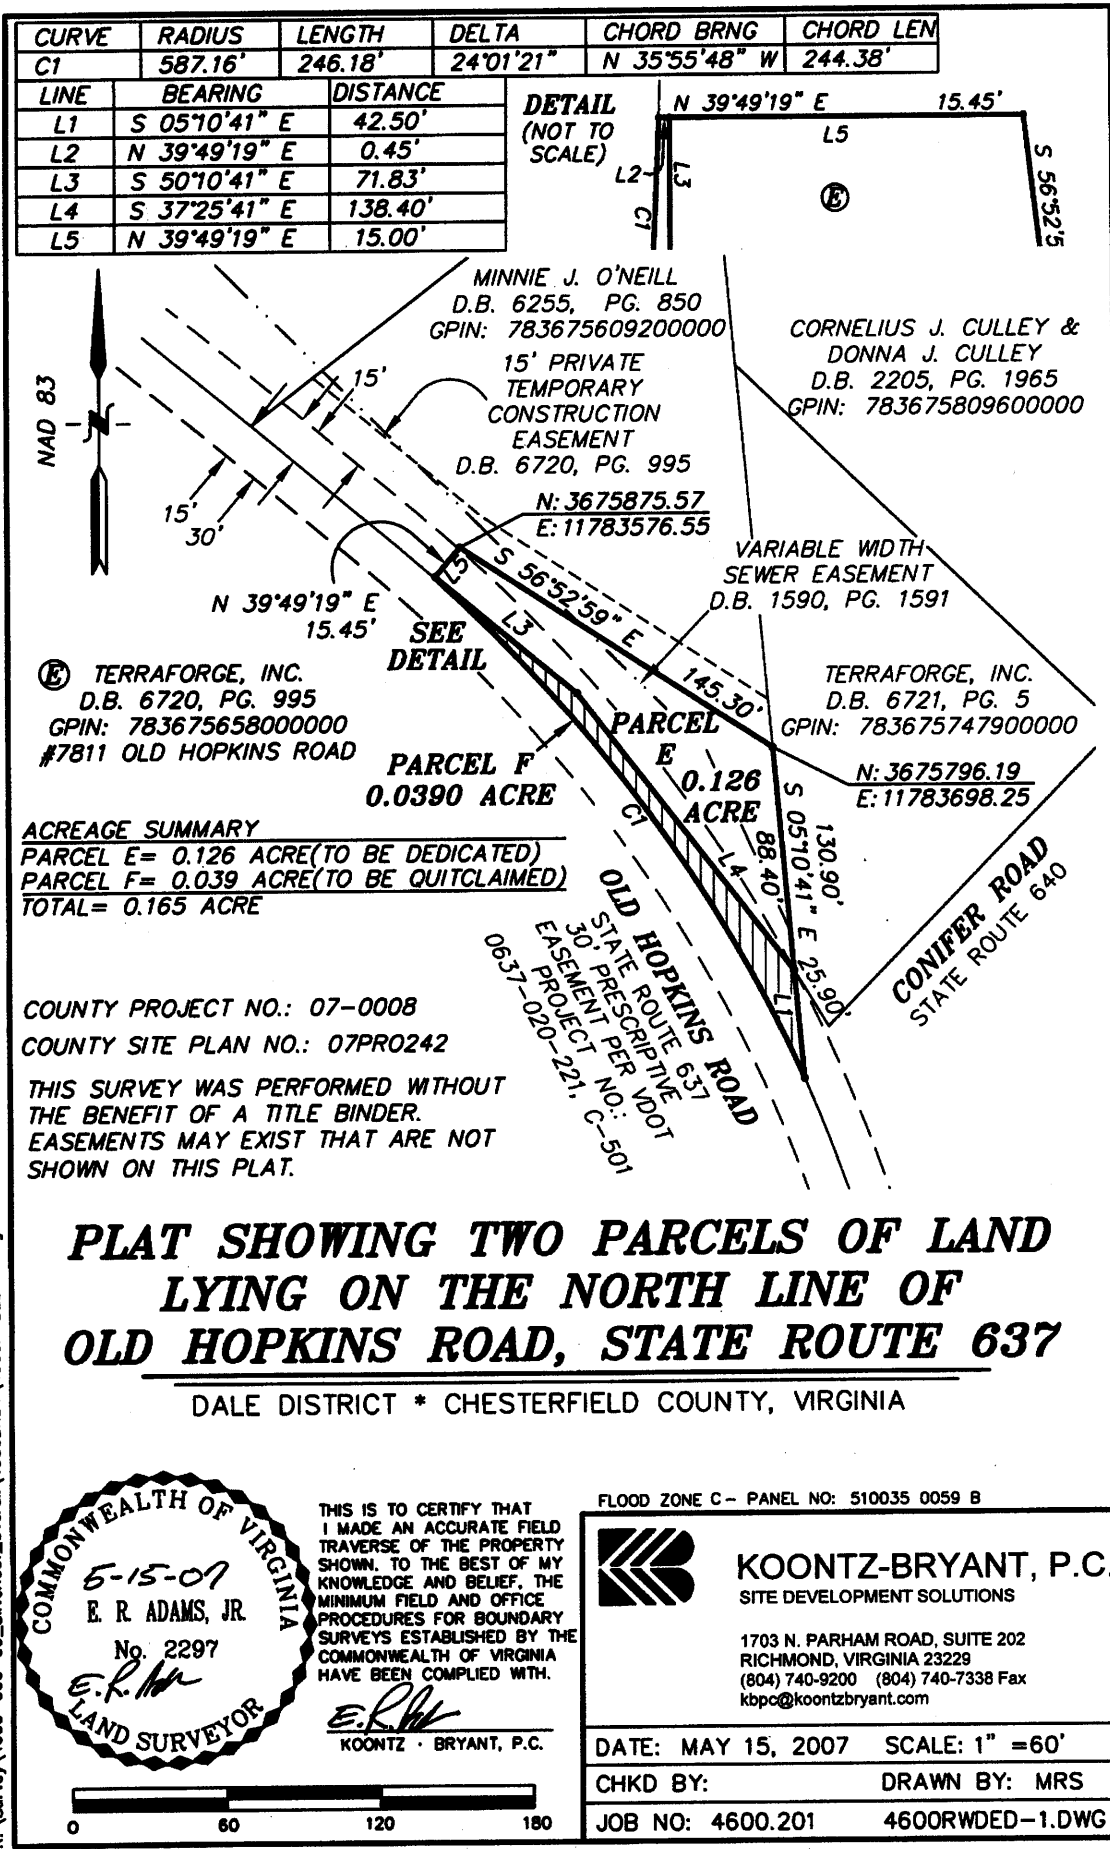 CURVE RADIUS LENGTH DELTA CHORD BRNG CHORD LEN
C1 587.16' 246.18' 24°01'21" N 35°55'48" W 244.38'
LINE BEARING DISTANCE
L1 S 05°10'41" E 42.50'
L2 N 39°49'19" E 0.45'
L3 S 50°10'41" E 71.83'
L4 S 37°25'41" E 138.40'
L5 N 39°49'19" E 15.00'
DETAIL
(NOT TO
SCALE)
N 39°49'19" E 15.45'
L5
L2
L3
C1
E
S 56°52'5
MINNIE J. O'NEILL
D.B. 6255, PG. 850
GPIN: 783675609200000
15' PRIVATE
TEMPORARY
CONSTRUCTION
EASEMENT
D.B. 6720, PG. 995
CORNELIUS J. CULLEY &
DONNA J. CULLEY
D.B. 2205, PG. 1965
GPIN: 783675809600000
NAD 83
N
15'
15'
30'
N: 3675875.57
E: 11783576.55
VARIABLE WIDTH
SEWER EASEMENT
D.B. 1590, PG. 1591
N 39°49'19" E
15.45'
L5
S 56°52'59" E
145.30'
L3
SEE
DETAIL
E TERRAFORGE, INC.
D.B. 6720, PG. 995
GPIN: 783675658000000
#7811 OLD HOPKINS ROAD
TERRAFORGE, INC.
D.B. 6721, PG. 5
GPIN: 783675747900000
PARCEL
E
0.126
ACRE
PARCEL F
0.0390 ACRE
N: 3675796.19
E: 11783698.25
C1
L4
88.40'
S 05°10'41" E
130.90'
25.90'
L1
ACREAGE SUMMARY
PARCEL E= 0.126 ACRE(TO BE DEDICATED)
PARCEL F= 0.039 ACRE(TO BE QUITCLAIMED)
TOTAL= 0.165 ACRE
CONIFER ROAD
STATE ROUTE 640
OLD HOPKINS ROAD
STATE ROUTE 637
30' PRESCRIPTIVE
EASEMENT PER VDOT
PROJECT NO.:
0637-020-221, C-501
COUNTY PROJECT NO.: 07-0008
COUNTY SITE PLAN NO.: 07PR0242
THIS SURVEY WAS PERFORMED WITHOUT
THE BENEFIT OF A TITLE BINDER.
EASEMENTS MAY EXIST THAT ARE NOT
SHOWN ON THIS PLAT.
PLAT SHOWING TWO PARCELS OF LAND
LYING ON THE NORTH LINE OF
OLD HOPKINS ROAD, STATE ROUTE 637
DALE DISTRICT * CHESTERFIELD COUNTY, VIRGINIA
COMMONWEALTH OF VIRGINIA
5-15-07
E. R. ADAMS, JR.
No. 2297
LAND SURVEYOR
THIS IS TO CERTIFY THAT
I MADE AN ACCURATE FIELD
TRAVERSE OF THE PROPERTY
SHOWN. TO THE BEST OF MY
KNOWLEDGE AND BELIEF, THE
MINIMUM FIELD AND OFFICE
PROCEDURES FOR BOUNDARY
SURVEYS ESTABLISHED BY THE
COMMONWEALTH OF VIRGINIA
HAVE BEEN COMPLIED WITH.
KOONTZ · BRYANT, P.C.
0 60 120 180
FLOOD ZONE C- PANEL NO: 510035 0059 B
KOONTZ-BRYANT, P.C.
SITE DEVELOPMENT SOLUTIONS
1703 N. PARHAM ROAD, SUITE 202
RICHMOND, VIRGINIA 23229
(804) 740-9200 (804) 740-7338 Fax
kbpc@koontzbryant.com
DATE: MAY 15, 2007 SCALE: 1" =60'
CHKD BY: DRAWN BY: MRS
JOB NO: 4600.201 4600RWDED-1.DWG